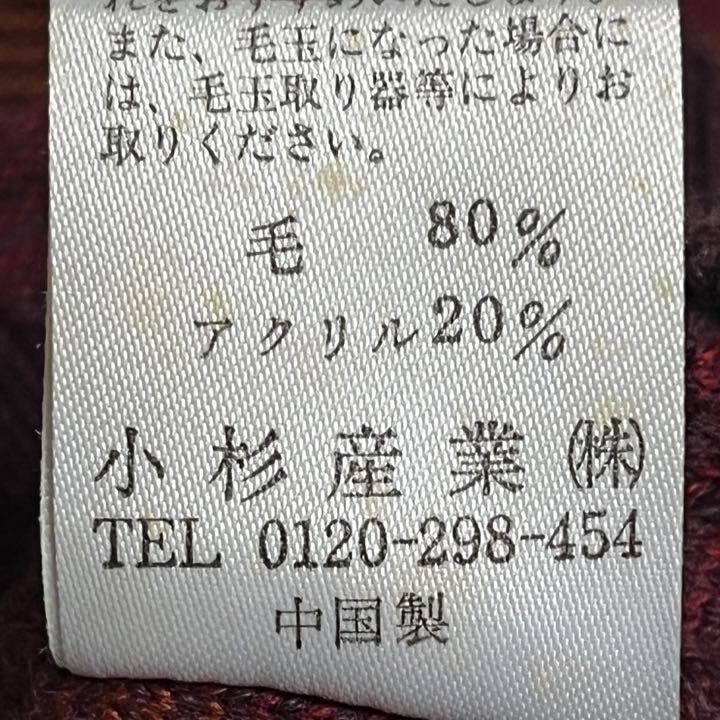 また、毛玉になった場合に
は、毛玉取り器等によりお
取りください。
毛 80%
アクリル20%
小杉産業㈱
TEL 0120-298-454
中国製